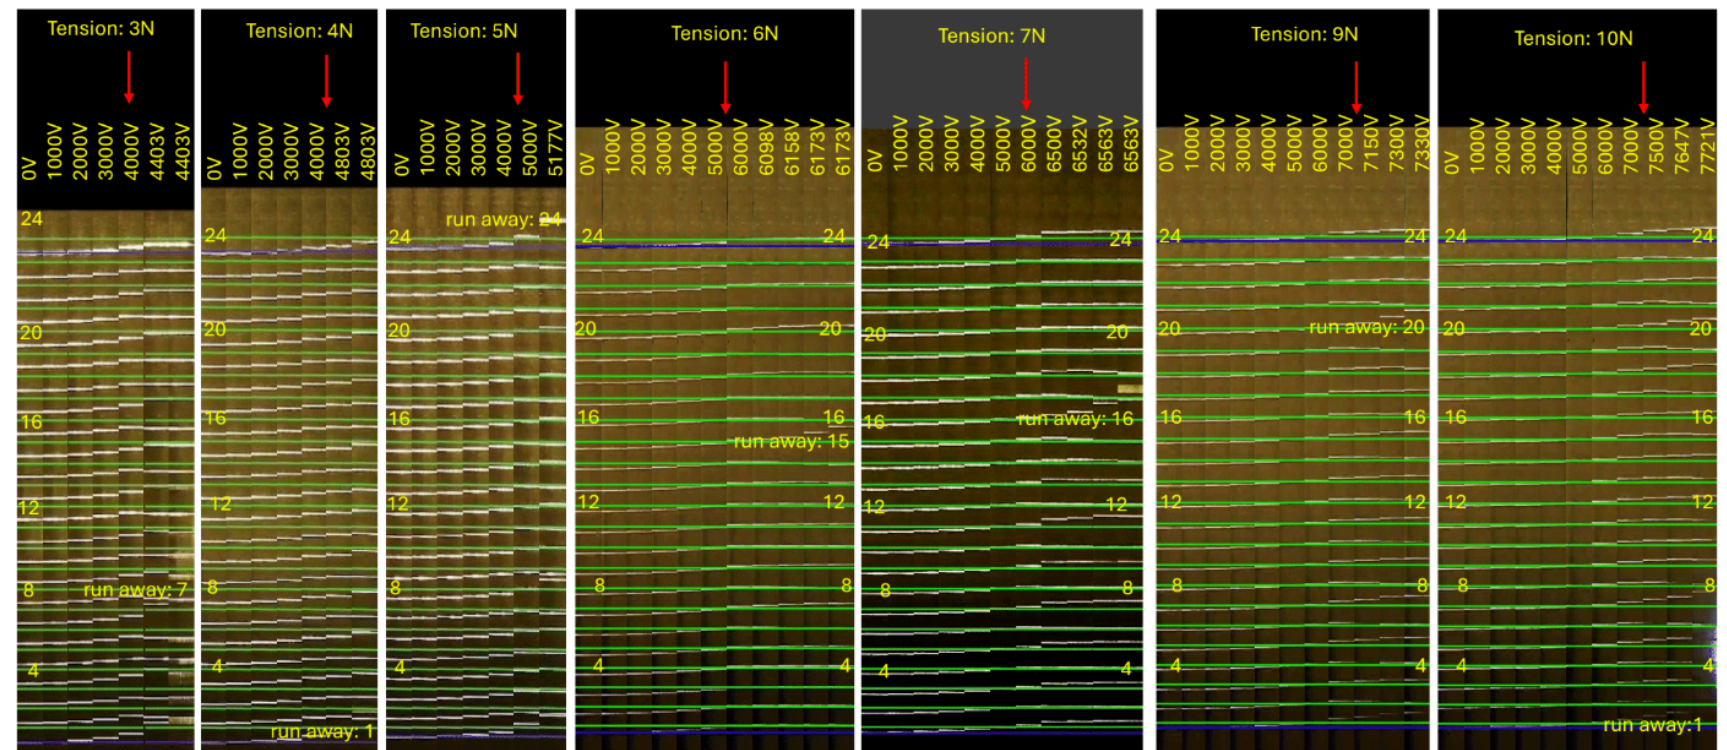 Tension: 3N
0V
1000V
2000V
3000V
4000V
4403V
4403V
24
20
16
12
run away: 7
8
4
Tension: 4N
0V
1000V
2000V
3000V
4000V
4803V
4803V
24
20
16
12
8
4
run away: 1
Tension: 5N
0V
1000V
2000V
3000V
4000V
5000V
5177V
run away: 24
24
20
16
12
8
4
Tension: 6N
0V
1000V
2000V
3000V
4000V
5000V
6000V
6098V
6158V
6173V
6173V
24 24
20 20
16 16
run away: 15
12 12
8 8
4 4
Tension: 7N
0V
1000V
2000V
3000V
4000V
5000V
6000V
6500V
6532V
6563V
6563V
24 24
20 20
16 run away: 16
12 12
8 8
4 4
Tension: 9N
0V
1000V
2000V
3000V
4000V
5000V
6000V
7000V
7150V
7300V
7330V
24 24
20 run away: 20
16 16
12 12
8 8
4 4
Tension: 10N
0V
1000V
2000V
3000V
4000V
5000V
6000V
7000V
7500V
7647V
7721V
24 24
20 20
16 16
12 12
8 8
4 4
run away:1